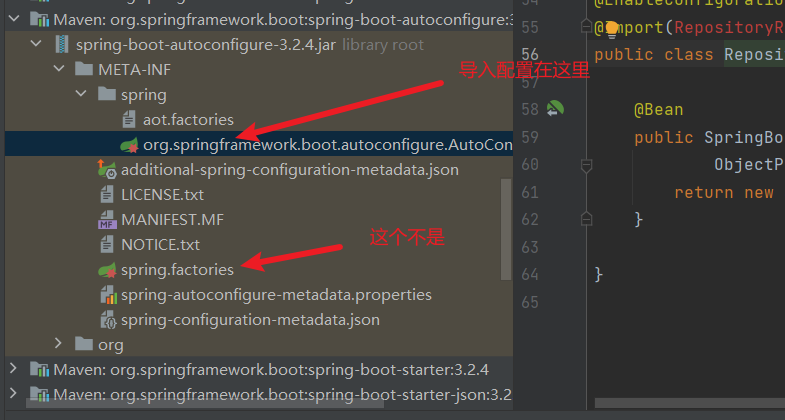 Maven: org.springframework.boot:spring-boot-autoconfigure:3
spring-boot-autoconfigure-3.2.4.jar library root
META-INF
spring
aot.factories
org.springframework.boot.autoconfigure.AutoCon
additional-spring-configuration-metadata.json
LICENSE.txt
MANIFEST.MF
NOTICE.txt
spring.factories
spring-autoconfigure-metadata.properties
spring-configuration-metadata.json
org
Maven: org.springframework.boot:spring-boot-starter:3.2.4
Maven: org.springframework.boot:spring-boot-starter-json:3.2
导入配置在这里
这个不是
54 @EnableConfiguration
55 @Import(RepositoryR
56 public class Reposi
57
58 @Bean
59 public SpringBo
60 ObjectP
61 return new
62 }
63
64 }
65